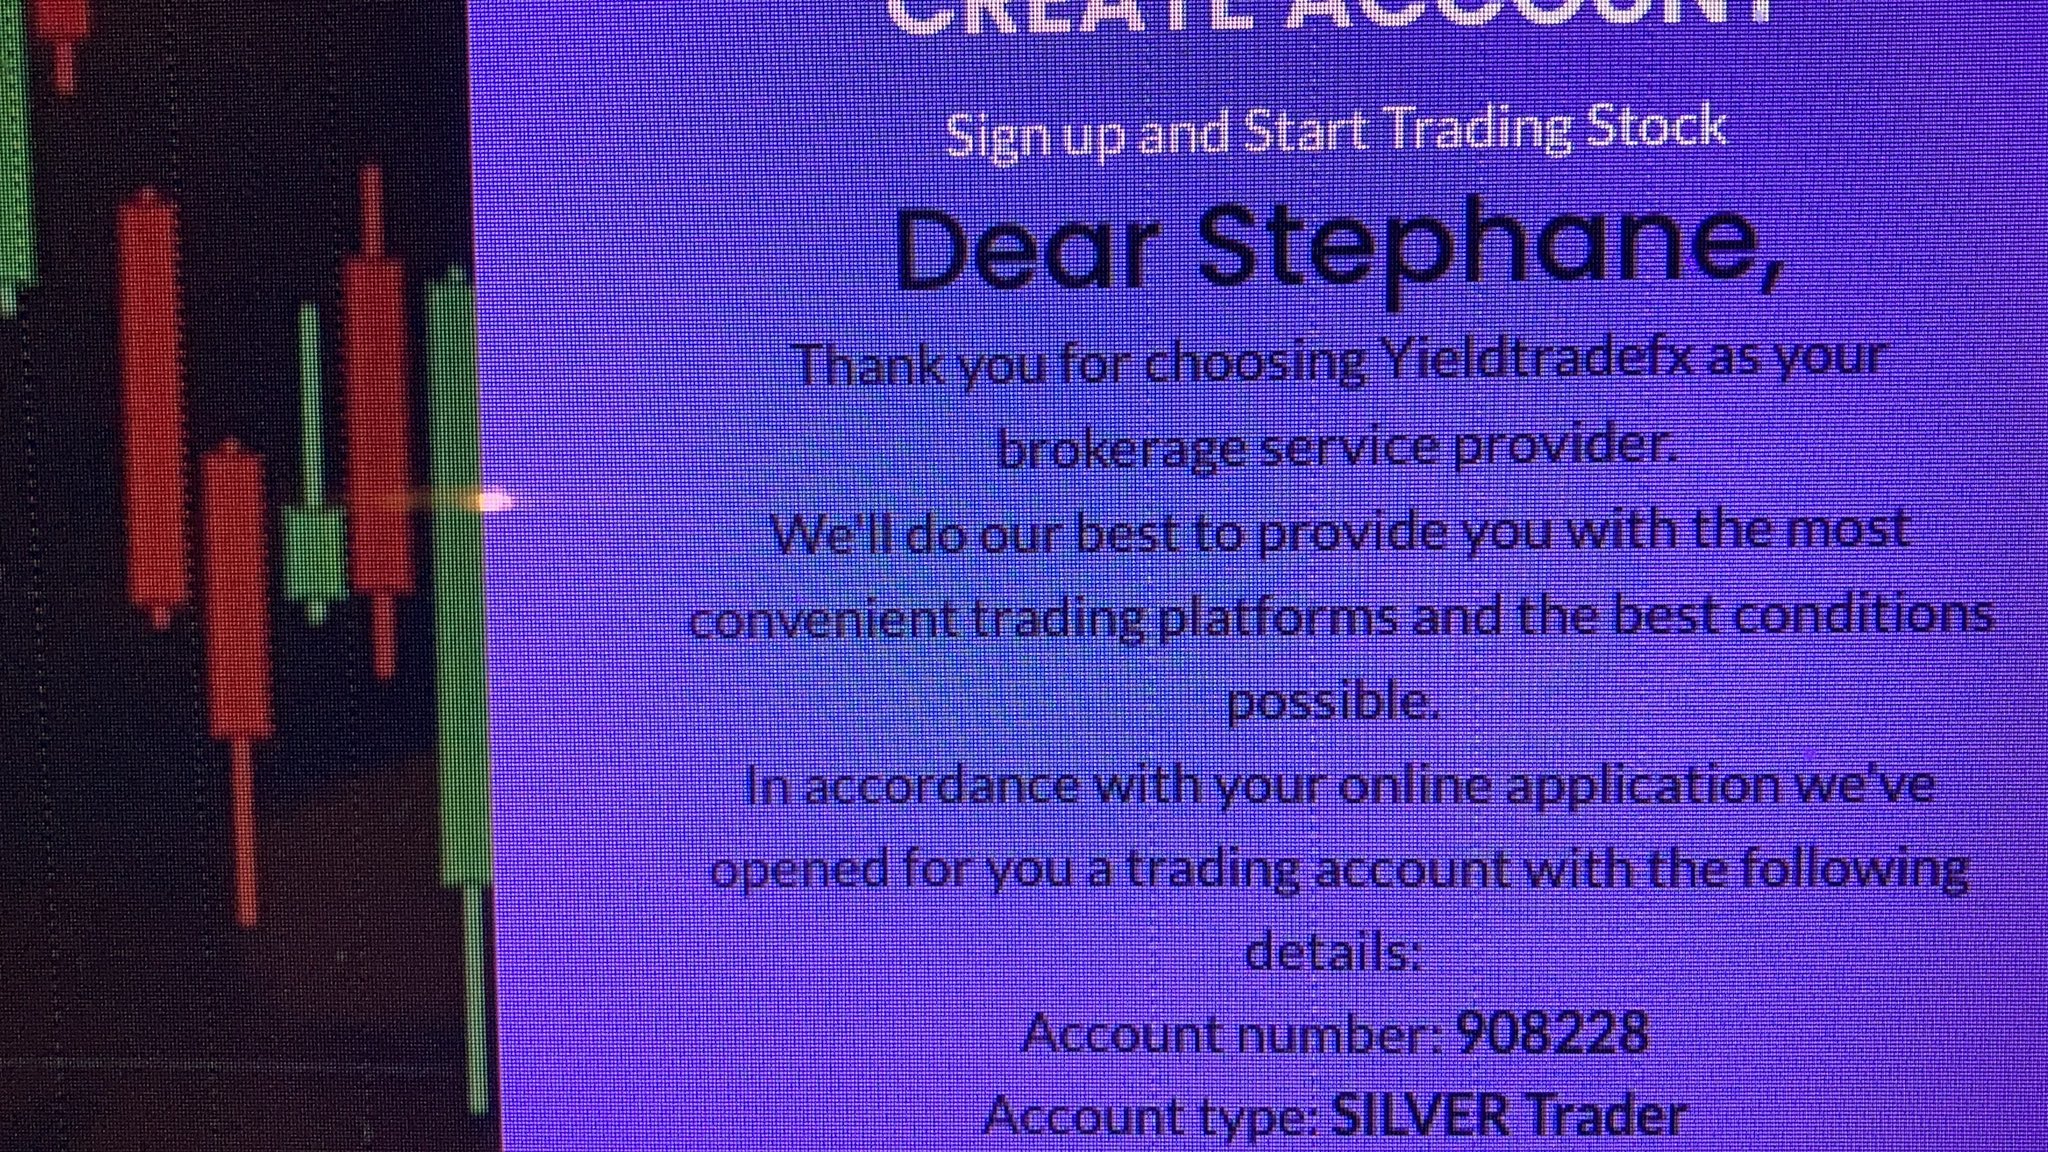 CREATE ACCOUNT
Sign up and Start Trading Stock
Dear Stephane,
Thank you for choosing Yieldtradefx as your
brokerage service provider.
We'll do our best to provide you with the most
convenient trading platforms and the best conditions
possible.
In accordance with your online application we've
opened for you a trading account with the following
details:
Account number: 908228
Account type: SILVER Trader